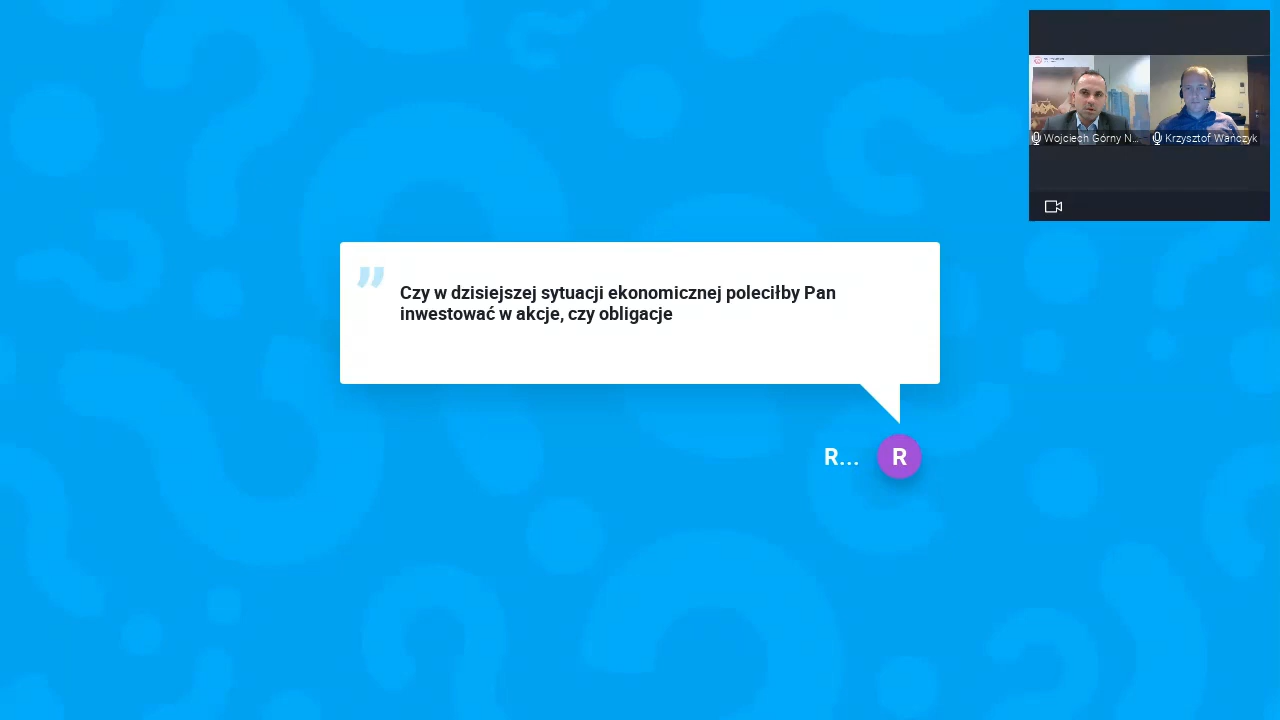 Czy w dzisiejszej sytuacji ekonomicznej poleciłby Pan
inwestować w akcje, czy obligacje
R...
R
Wojciech Górny N...
Krzysztof Wańczyk